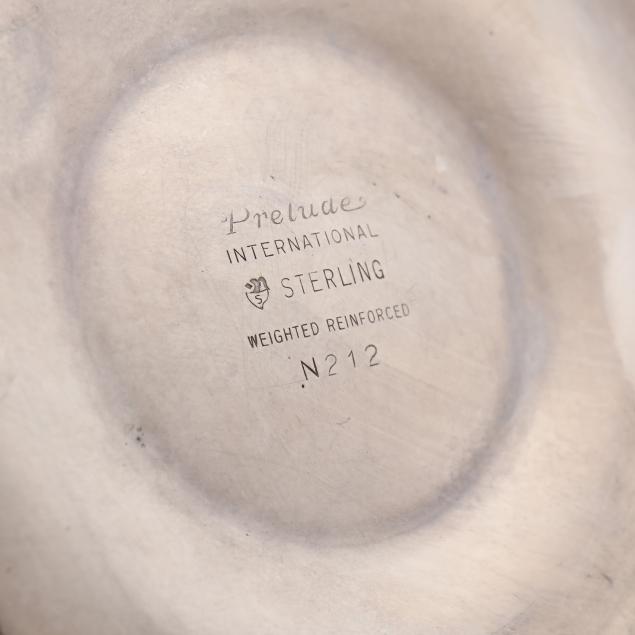 Prelude
INTERNATIONAL
S STERLING
WEIGHTED REINFORCED
N212